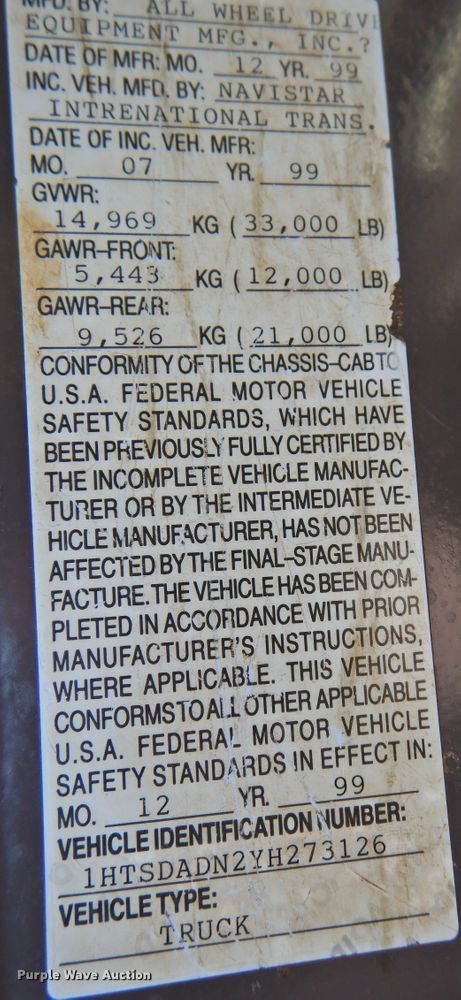 MFD. BY: ALL WHEEL DRIVE
EQUIPMENT MFG., INC.?
DATE OF MFR: MO. 12 YR. 99
INC. VEH. MFD. BY: NAVISTAR
INTRENATIONAL TRANS.
DATE OF INC. VEH. MFR:
MO. 07 YR. 99
GVWR:
14,969 KG (33,000 LB)
GAWR-FRONT:
5,443 KG (12,000 LB)
GAWR-REAR:
9,526 KG (21,000 LB)
CONFORMITY OF THE CHASSIS-CAB TO
U.S.A. FEDERAL MOTOR VEHICLE
SAFETY STANDARDS, WHICH HAVE
BEEN PREVIOUSLY FULLY CERTIFIED BY
THE INCOMPLETE VEHICLE MANUFAC-
TURER OR BY THE INTERMEDIATE VE-
HICLE MANUFACTURER, HAS NOT BEEN
AFFECTED BY THE FINAL-STAGE MANU-
FACTURE. THE VEHICLE HAS BEEN COM-
PLETED IN ACCORDANCE WITH PRIOR
MANUFACTURER'S INSTRUCTIONS,
WHERE APPLICABLE. THIS VEHICLE
CONFORMS TO ALL OTHER APPLICABLE
U.S.A. FEDERAL MOTOR VEHICLE
SAFETY STANDARDS IN EFFECT IN:
MO. 12 YR. 99
VEHICLE IDENTIFICATION NUMBER:
1HTSDADN2YH273126
VEHICLE TYPE:
TRUCK
Purple Wave Auction